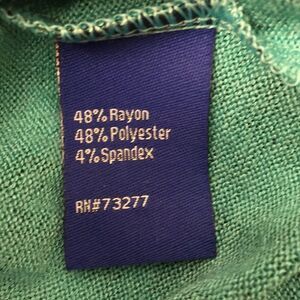 48% Rayon
48% Polyester
4% Spandex
RN#73277